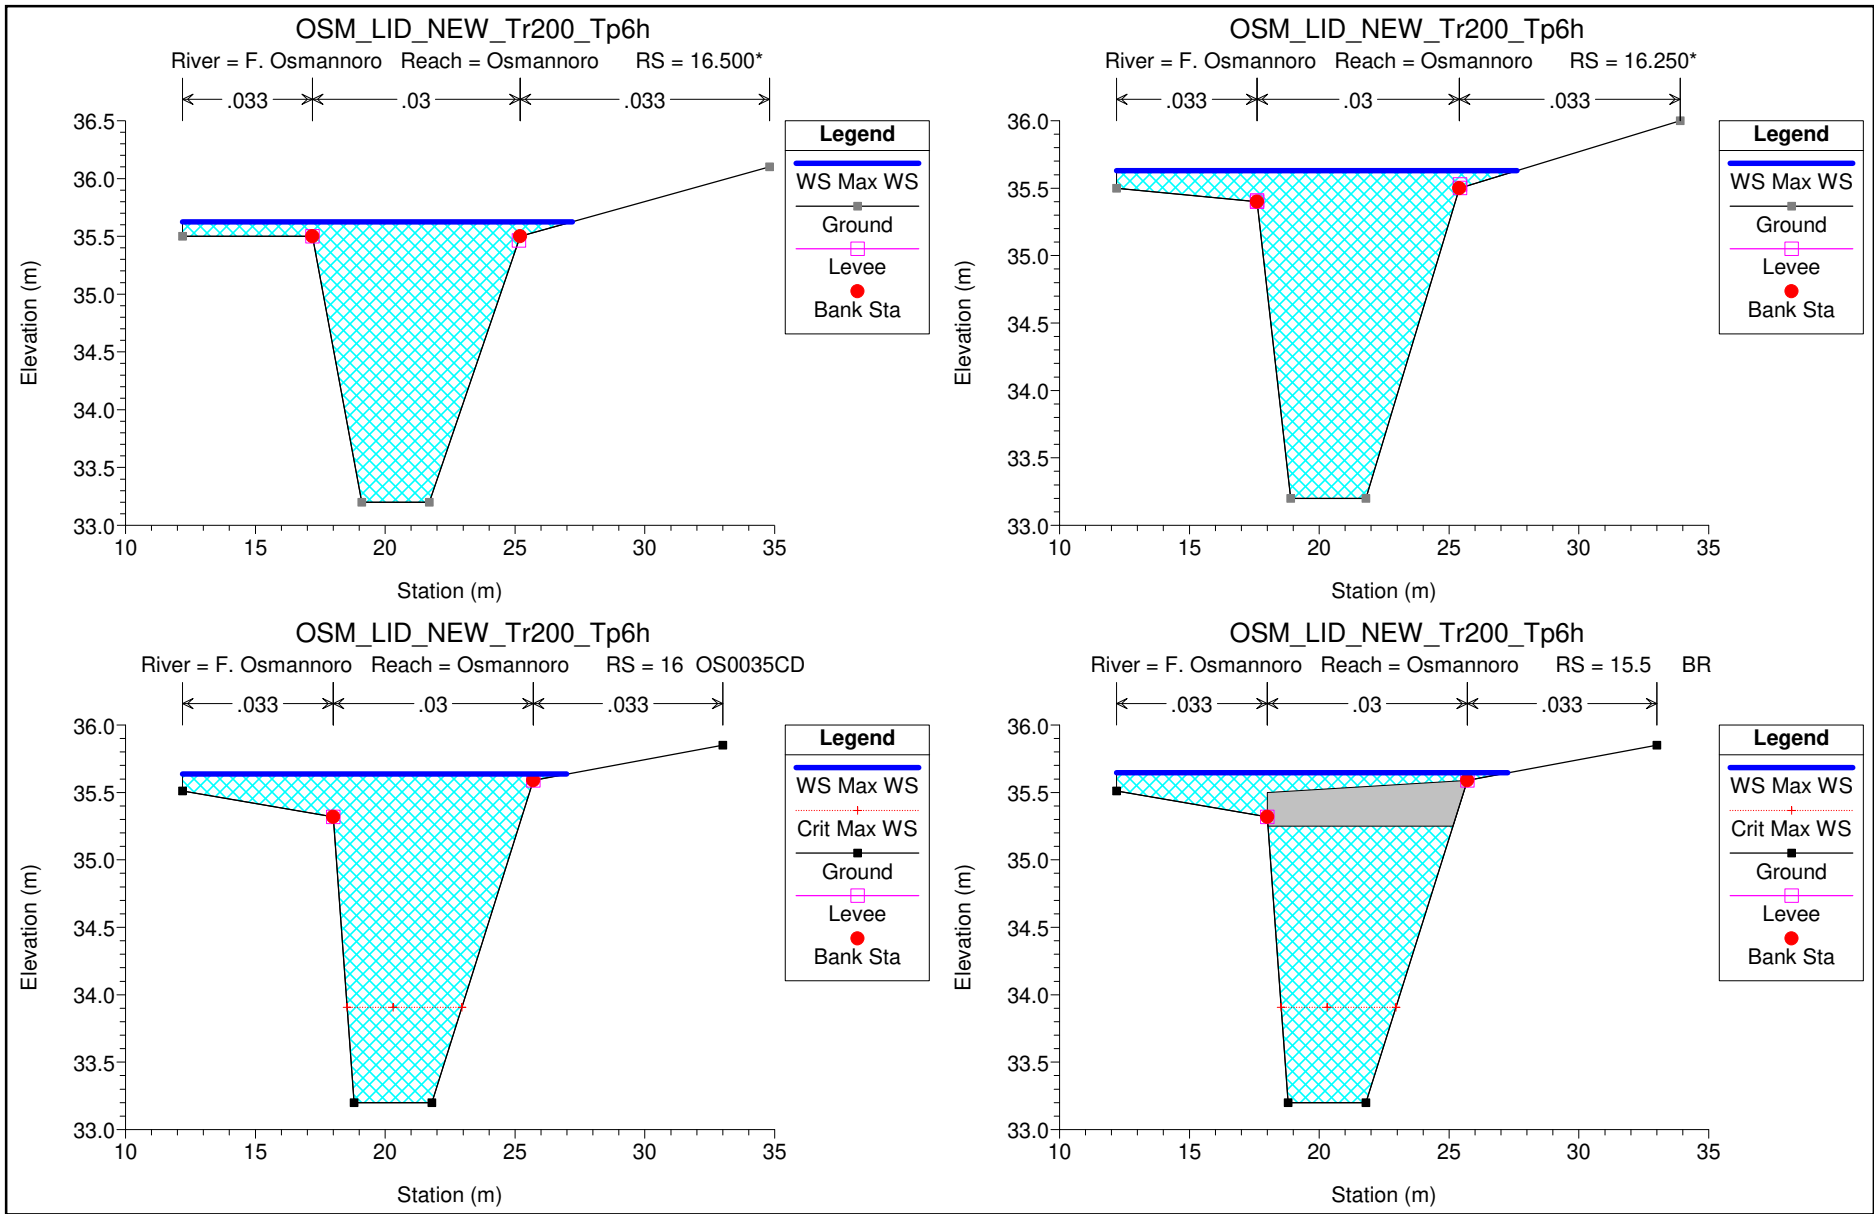 OSM_LID_NEW_Tr200_Tp6h
River = F. Osmannoro Reach = Osmannoro RS = 16.500*
.033 .03 .033
36.5
36.0
35.5
35.0
34.5
34.0
33.5
33.0
Elevation (m)
10 15 20 25 30 35
Station (m)
Legend
WS Max WS
Ground
Levee
Bank Sta
OSM_LID_NEW_Tr200_Tp6h
River = F. Osmannoro Reach = Osmannoro RS = 16.250*
.033 .03 .033
36.0
35.5
35.0
34.5
34.0
33.5
33.0
Elevation (m)
10 15 20 25 30 35
Station (m)
Legend
WS Max WS
Ground
Levee
Bank Sta
OSM_LID_NEW_Tr200_Tp6h
River = F. Osmannoro Reach = Osmannoro RS = 16 OS0035CD
.033 .03 .033
36.0
35.5
35.0
34.5
34.0
33.5
33.0
Elevation (m)
10 15 20 25 30 35
Station (m)
Legend
WS Max WS
Crit Max WS
Ground
Levee
Bank Sta
OSM_LID_NEW_Tr200_Tp6h
River = F. Osmannoro Reach = Osmannoro RS = 15.5 BR
.033 .03 .033
36.0
35.5
35.0
34.5
34.0
33.5
33.0
Elevation (m)
10 15 20 25 30 35
Station (m)
Legend
WS Max WS
Crit Max WS
Ground
Levee
Bank Sta